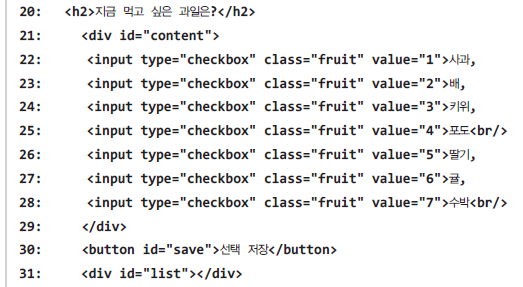 20: <h2>지금 먹고 싶은 과일은?</h2>
21: <div id="content">
22: <input type="checkbox" class="fruit" value="1">사과,
23: <input type="checkbox" class="fruit" value="2">배,
24: <input type="checkbox" class="fruit" value="3">키위,
25: <input type="checkbox" class="fruit" value="4">포도<br/>
26: <input type="checkbox" class="fruit" value="5">딸기,
27: <input type="checkbox" class="fruit" value="6">귤,
28: <input type="checkbox" class="fruit" value="7">수박<br/>
29: </div>
30: <button id="save">선택 저장</button>
31: <div id="list"></div>